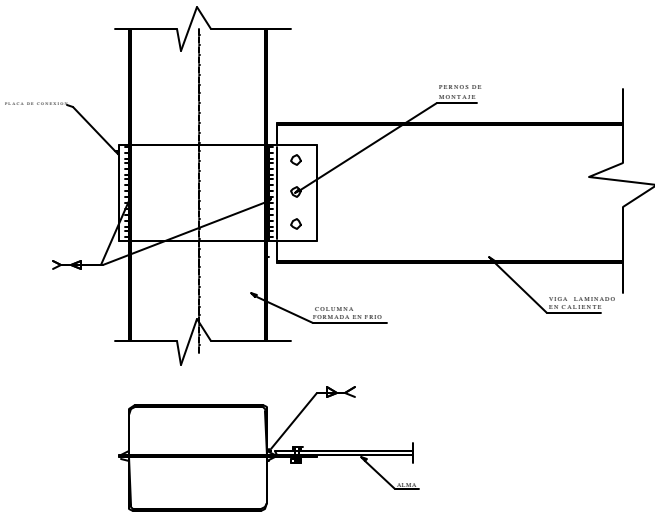 PERNOS DE
MONTAJE
PLACA DE CONEXION
VIGA LAMINADO
EN CALIENTE
COLUMNA
FORMADA EN FRIO
ALMA